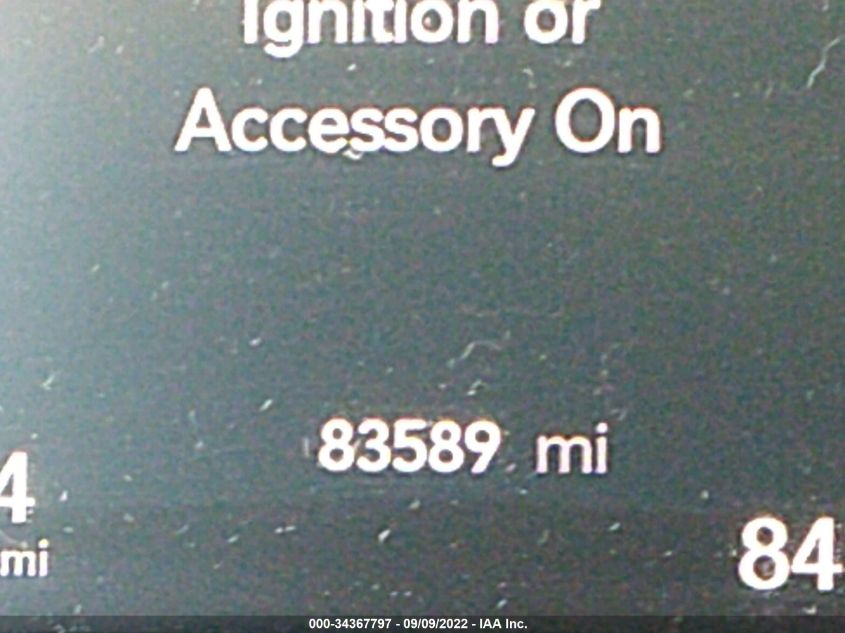 Ignition or
Accessory On
83589 mi
4
mi
84
000-34367797 - 09/09/2022 - IAA Inc.